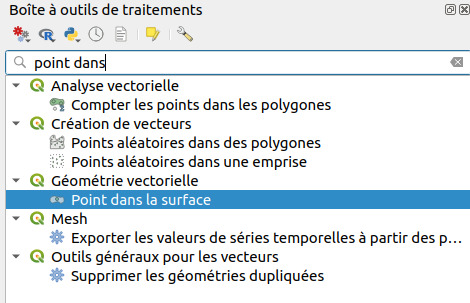 Boîte à outils de traitements
point dans
Analyse vectorielle
Compter les points dans les polygones
Création de vecteurs
Points aléatoires dans des polygones
Points aléatoires dans une emprise
Géométrie vectorielle
Point dans la surface
Mesh
Exporter les valeurs de séries temporelles à partir des p...
Outils généraux pour les vecteurs
Supprimer les géométries dupliquées